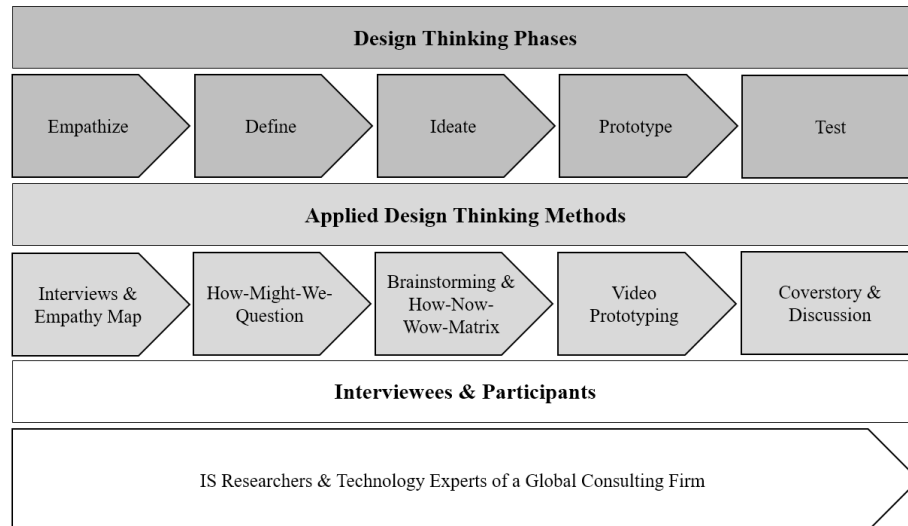 Design Thinking Phases
Empathize
Define
Ideate
Prototype
Test
Applied Design Thinking Methods
Interviews &
Empathy Map
How-Might-We-
Question
Brainstorming &
How-Now-
Wow-Matrix
Video
Prototyping
Coverstory &
Discussion
Interviewees & Participants
IS Researchers & Technology Experts of a Global Consulting Firm